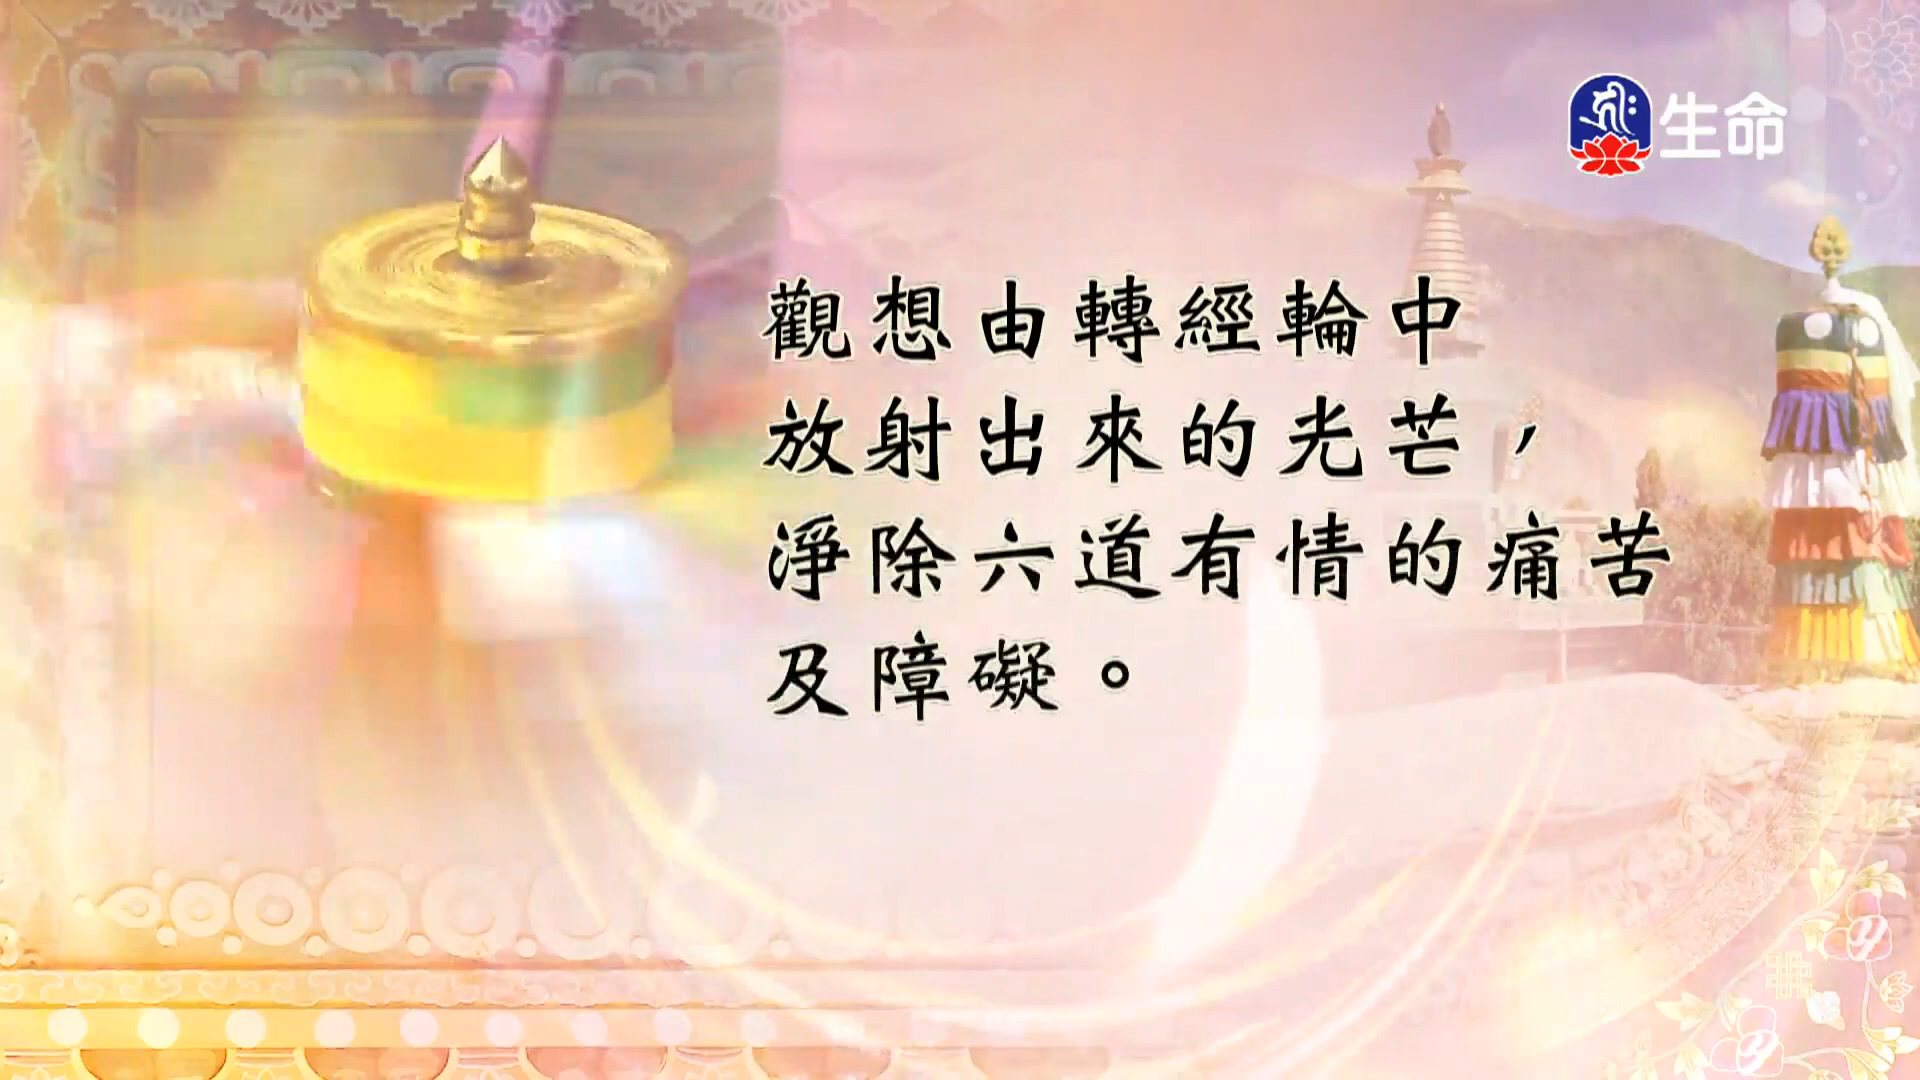 生命
觀想由轉經輪中
放射出來的光芒，
淨除六道有情的痛苦
及障礙。